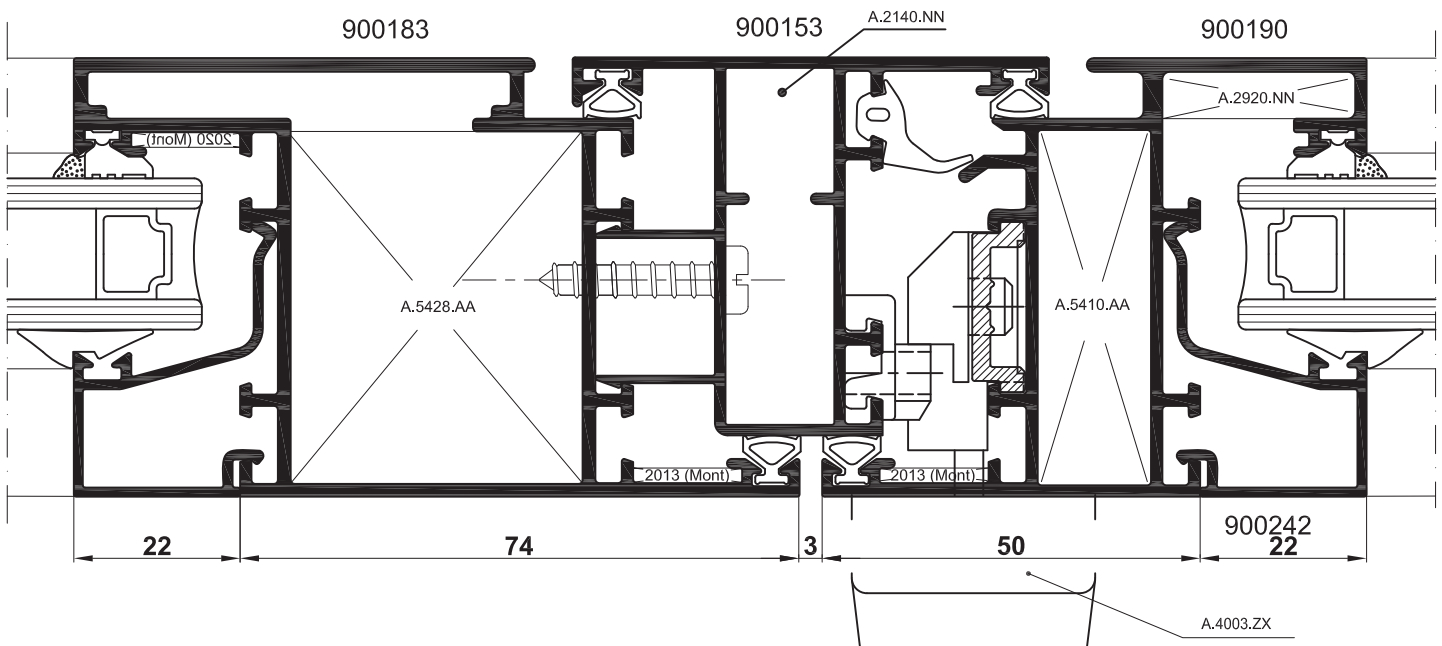 A.2140.NN
900183
900153
900190
A.2920.NN
2020 (Mont)
A.5428.AA
A.5410.AA
2013 (Mont)
2013 (Mont)
900242
22
74
3
50
22
A.4003.ZX